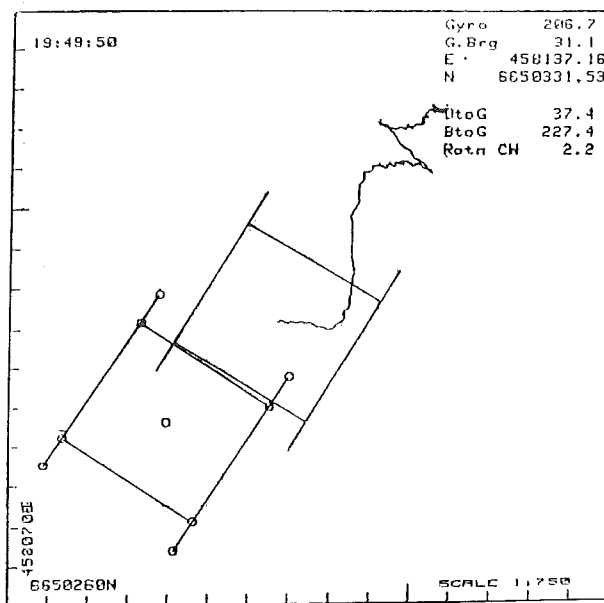 19:49:50
Gyro 206.7
G.Brg 31.1
E 458137.16
N 6650331.53
DtoG 37.4
BtoG 227.4
Rotn CW 2.2
458070E
6650260N
SCALE 1:750